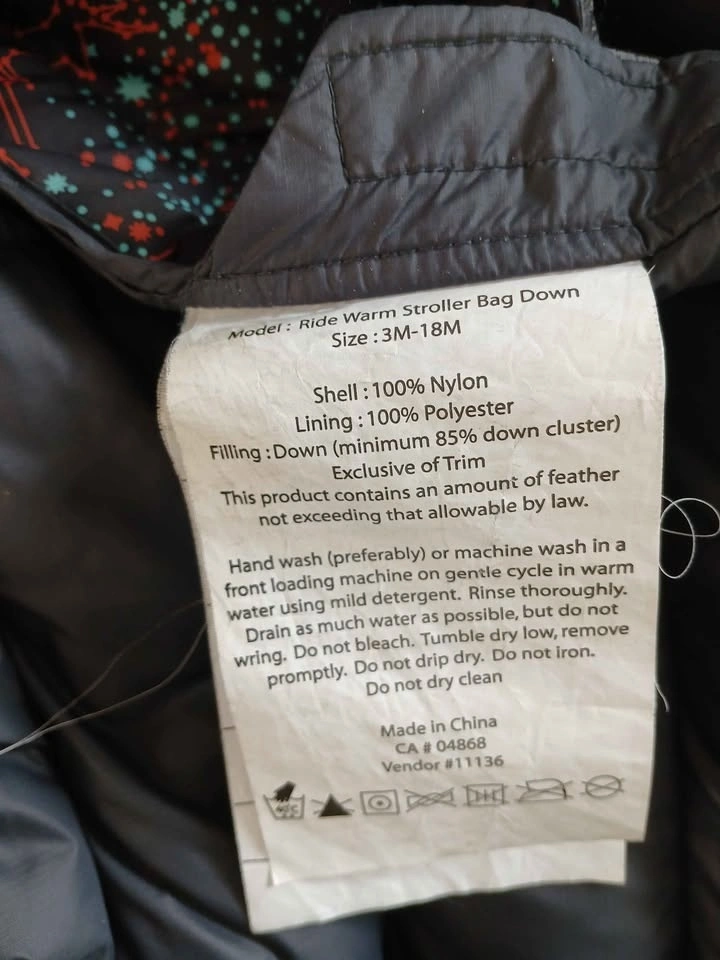 Model : Ride Warm Stroller Bag Down
Size : 3M-18M
Shell : 100% Nylon
Lining : 100% Polyester
Filling : Down (minimum 85% down cluster)
Exclusive of Trim
This product contains an amount of feather
not exceeding that allowable by law.
Hand wash (preferably) or machine wash in a
front loading machine on gentle cycle in warm
water using mild detergent. Rinse thoroughly.
Drain as much water as possible, but do not
wring. Do not bleach. Tumble dry low, remove
promptly. Do not drip dry. Do not iron.
Do not dry clean
Made in China
CA # 04868
Vendor #11136